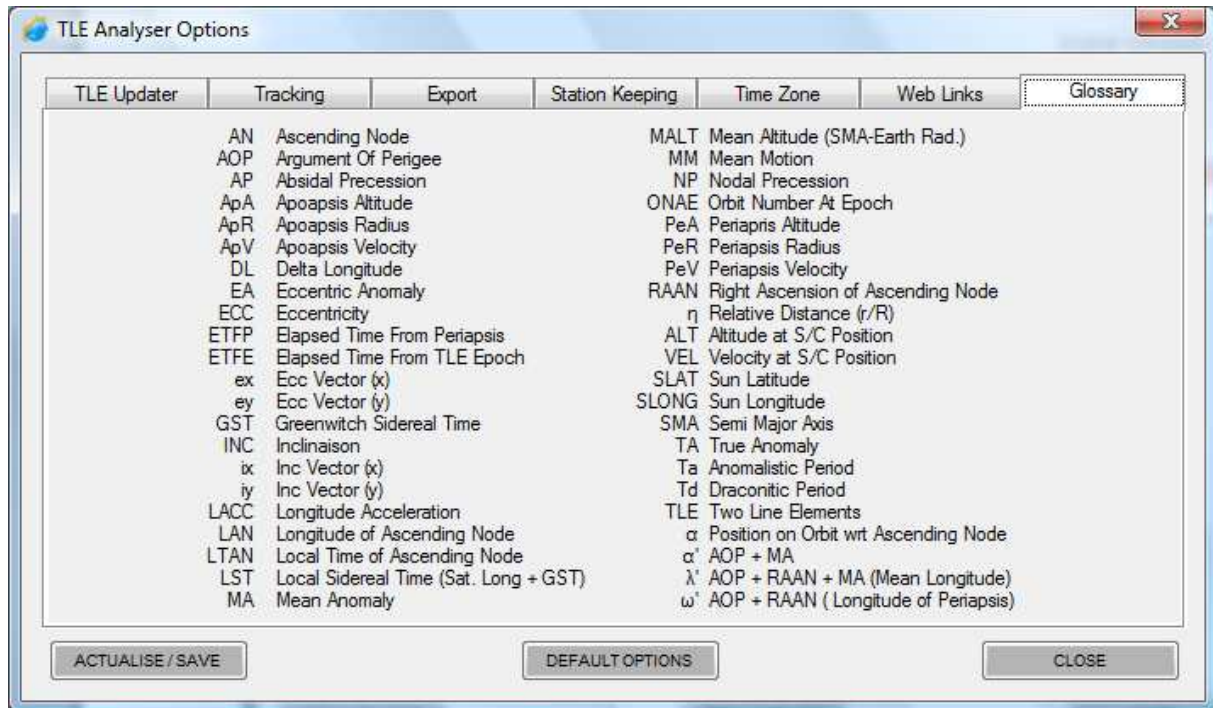 TLE Analyser Options
TLE Updater
Tracking
Export
Station Keeping
Time Zone
Web Links
Glossary
AN Ascending Node
AOP Argument Of Perigee
AP Absidal Precession
ApA Apoapsis Altitude
ApR Apoapsis Radius
ApV Apoapsis Velocity
DL Delta Longitude
EA Eccentric Anomaly
ECC Eccentricity
ETFP Elapsed Time From Periapsis
ETFE Elapsed Time From TLE Epoch
ex Ecc Vector (x)
ey Ecc Vector (y)
GST Greenwitch Sidereal Time
INC Inclinaison
ix Inc Vector (x)
iy Inc Vector (y)
LACC Longitude Acceleration
LAN Longitude of Ascending Node
LTAN Local Time of Ascending Node
LST Local Sidereal Time (Sat. Long + GST)
MA Mean Anomaly
MALT Mean Altitude (SMA-Earth Rad.)
MM Mean Motion
NP Nodal Precession
ONAE Orbit Number At Epoch
PeA Periapris Altitude
PeR Periapsis Radius
PeV Periapsis Velocity
RAAN Right Ascension of Ascending Node
η Relative Distance (r/R)
ALT Altitude at S/C Position
VEL Velocity at S/C Position
SLAT Sun Latitude
SLONG Sun Longitude
SMA Semi Major Axis
TA True Anomaly
Ta Anomalistic Period
Td Draconitic Period
TLE Two Line Elements
α Position on Orbit wrt Ascending Node
α' AOP + MA
λ' AOP + RAAN + MA (Mean Longitude)
ω' AOP + RAAN ( Longitude of Periapsis)
ACTUALISE / SAVE
DEFAULT OPTIONS
CLOSE